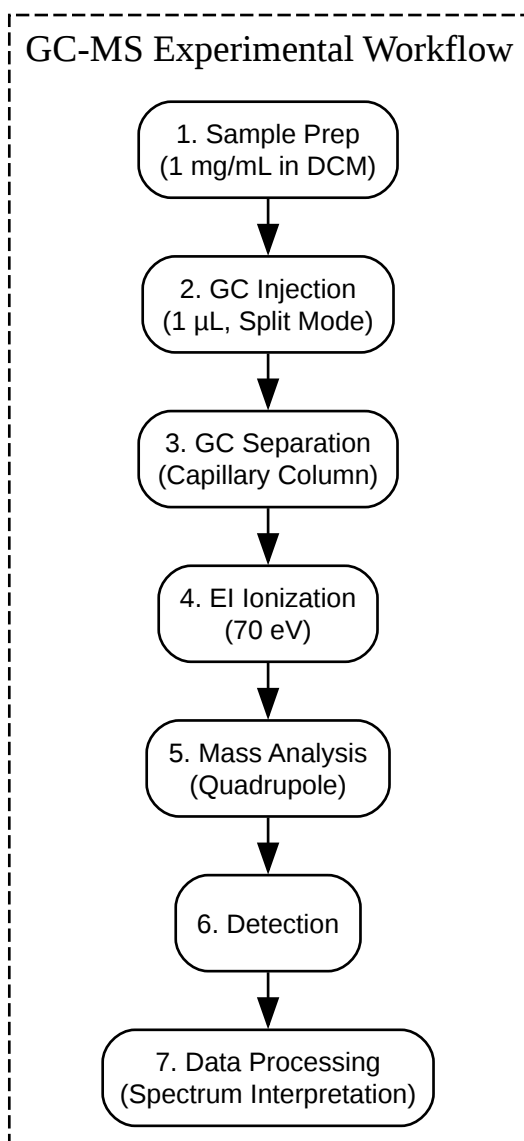 GC-MS Experimental Workflow
1. Sample Prep
(1 mg/mL in DCM)
2. GC Injection
(1 µL, Split Mode)
3. GC Separation
(Capillary Column)
4. EI Ionization
(70 eV)
5. Mass Analysis
(Quadrupole)
6. Detection
7. Data Processing
(Spectrum Interpretation)